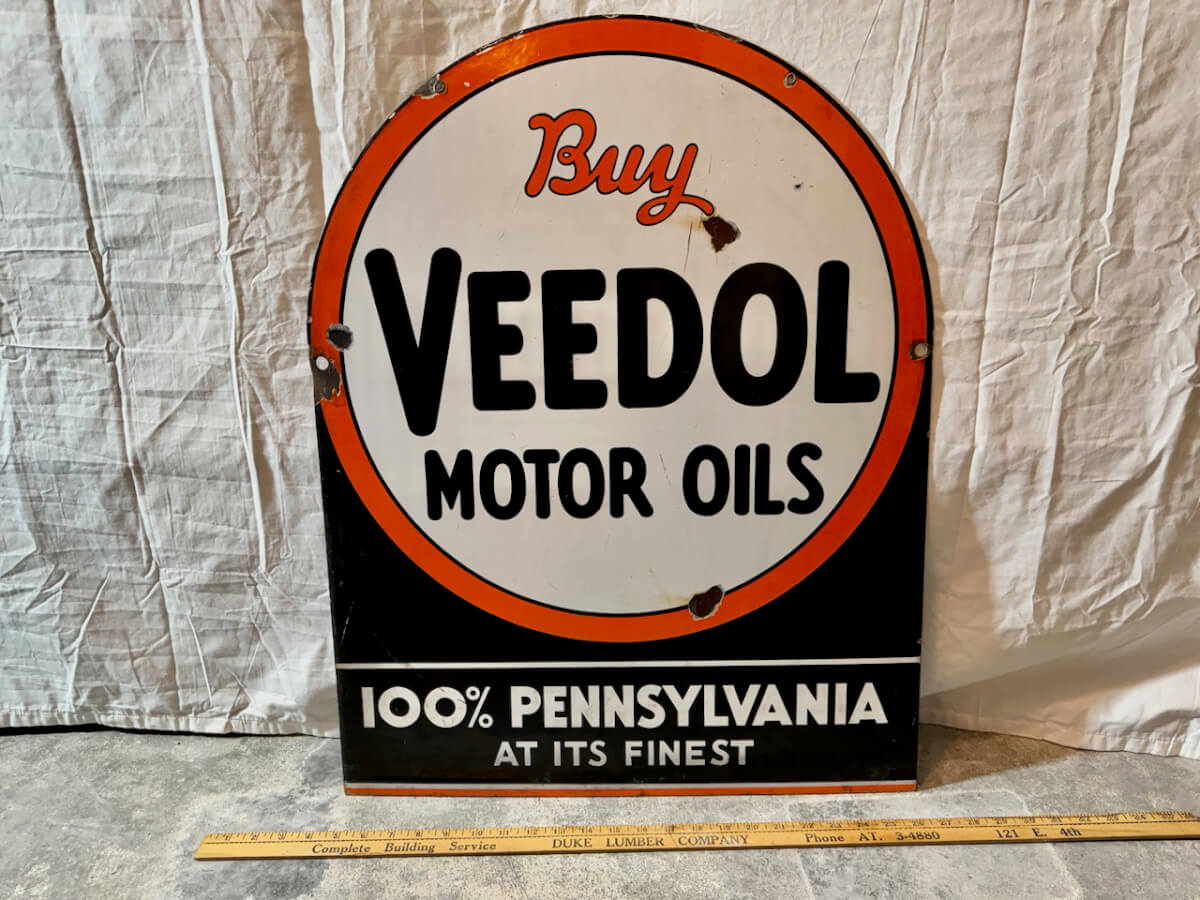 Buy
VEEDOL
MOTOR OILS
100% PENNSYLVANIA
AT ITS FINEST
Complete Building Service DUKE LUMBER COMPANY Phone AT. 3-4880 121 E. 4th